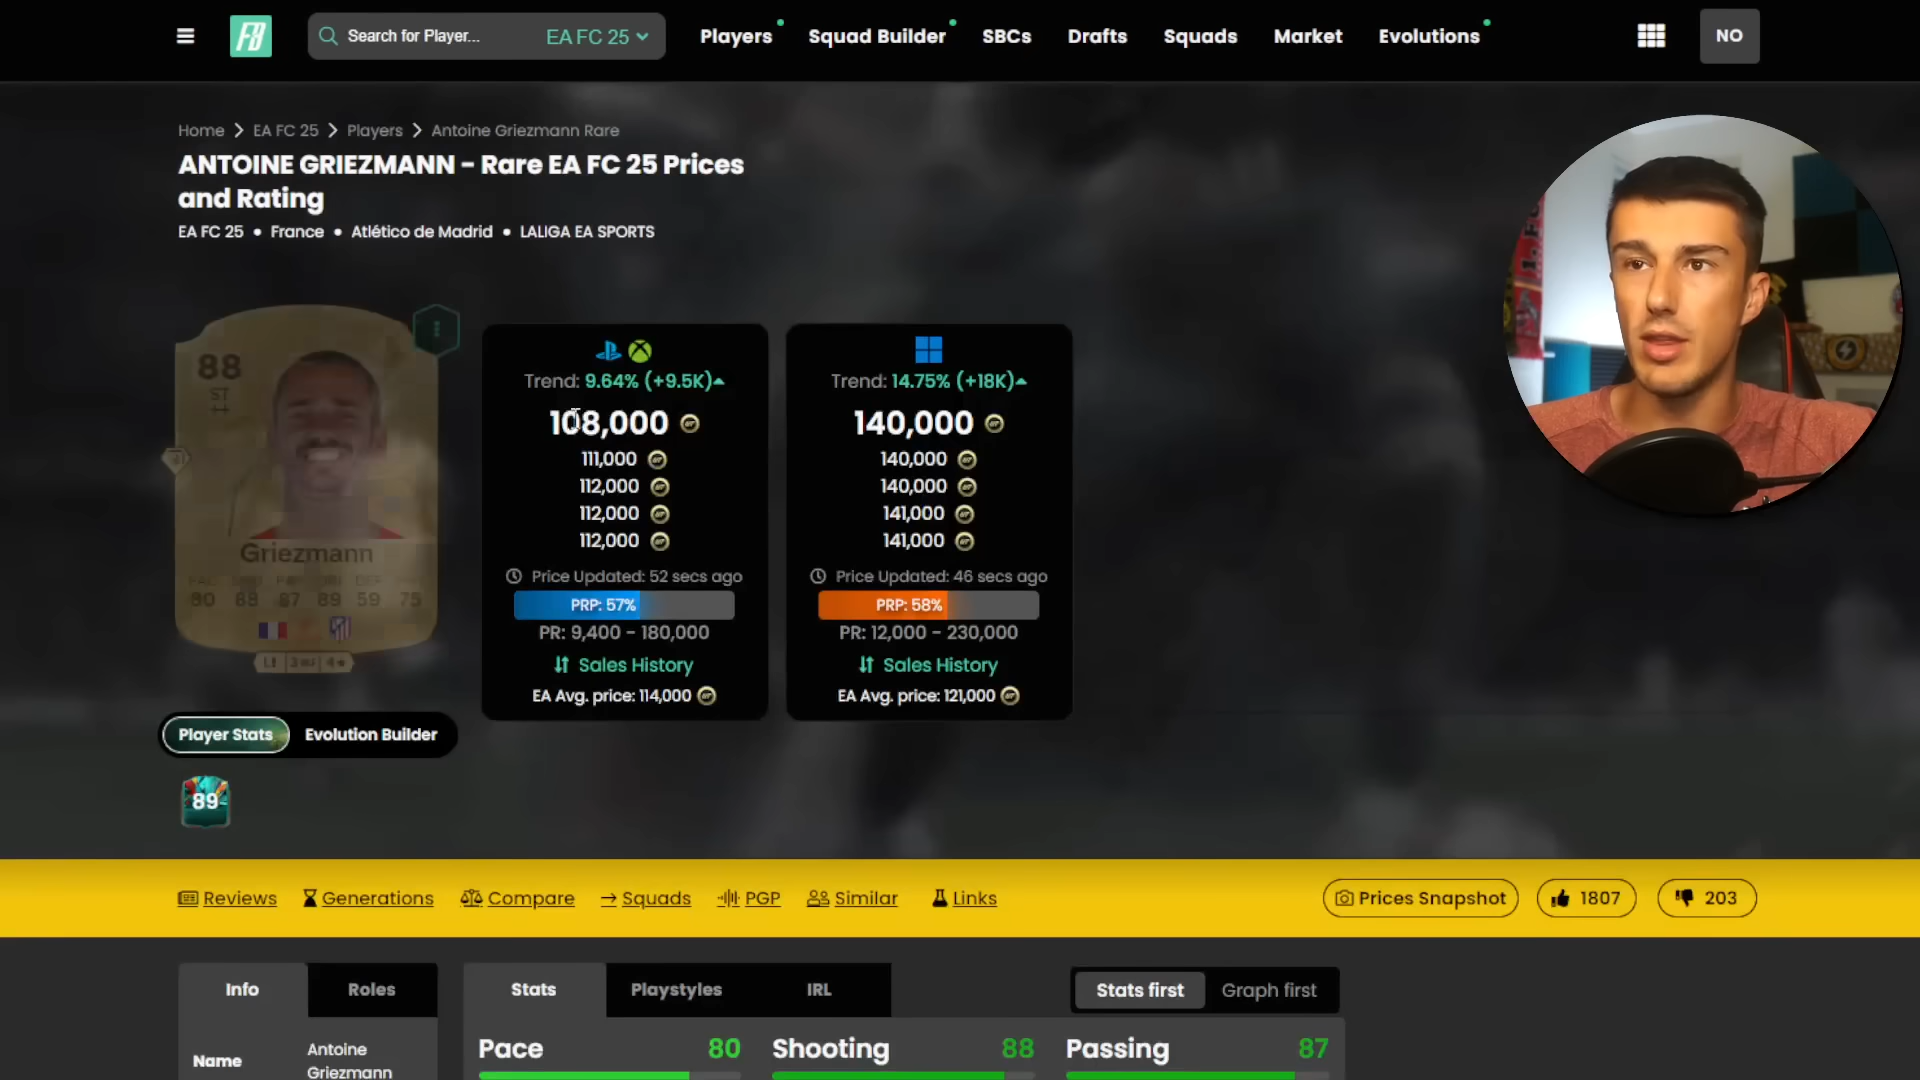 Search for Player...
EA FC 25
Players
Squad Builder
SBCs
Drafts
Squads
Market
Evolutions
NO
Home > EA FC 25 > Players > Antoine Griezmann Rare
ANTOINE GRIEZMANN - Rare EA FC 25 Prices
and Rating
EA FC 25 • France • Atlético de Madrid • LALIGA EA SPORTS
88
ST
Griezmann
80 88 87 89 59 75
Trend: 9.64% (+9.5K)
108,000
111,000
112,000
112,000
112,000
Price Updated: 52 secs ago
PRP: 57%
PR: 9,400 - 180,000
Sales History
EA Avg. price: 114,000
Trend: 14.75% (+18K)
140,000
140,000
140,000
141,000
141,000
Price Updated: 46 secs ago
PRP: 58%
PR: 12,000 - 230,000
Sales History
EA Avg. price: 121,000
Player Stats
Evolution Builder
89
Reviews
Generations
Compare
Squads
PGP
Similar
Links
Prices Snapshot
1807
203
Info
Roles
Stats
Playstyles
IRL
Stats first
Graph first
Name
Antoine
Griezmann
Pace 80
Shooting 88
Passing 87